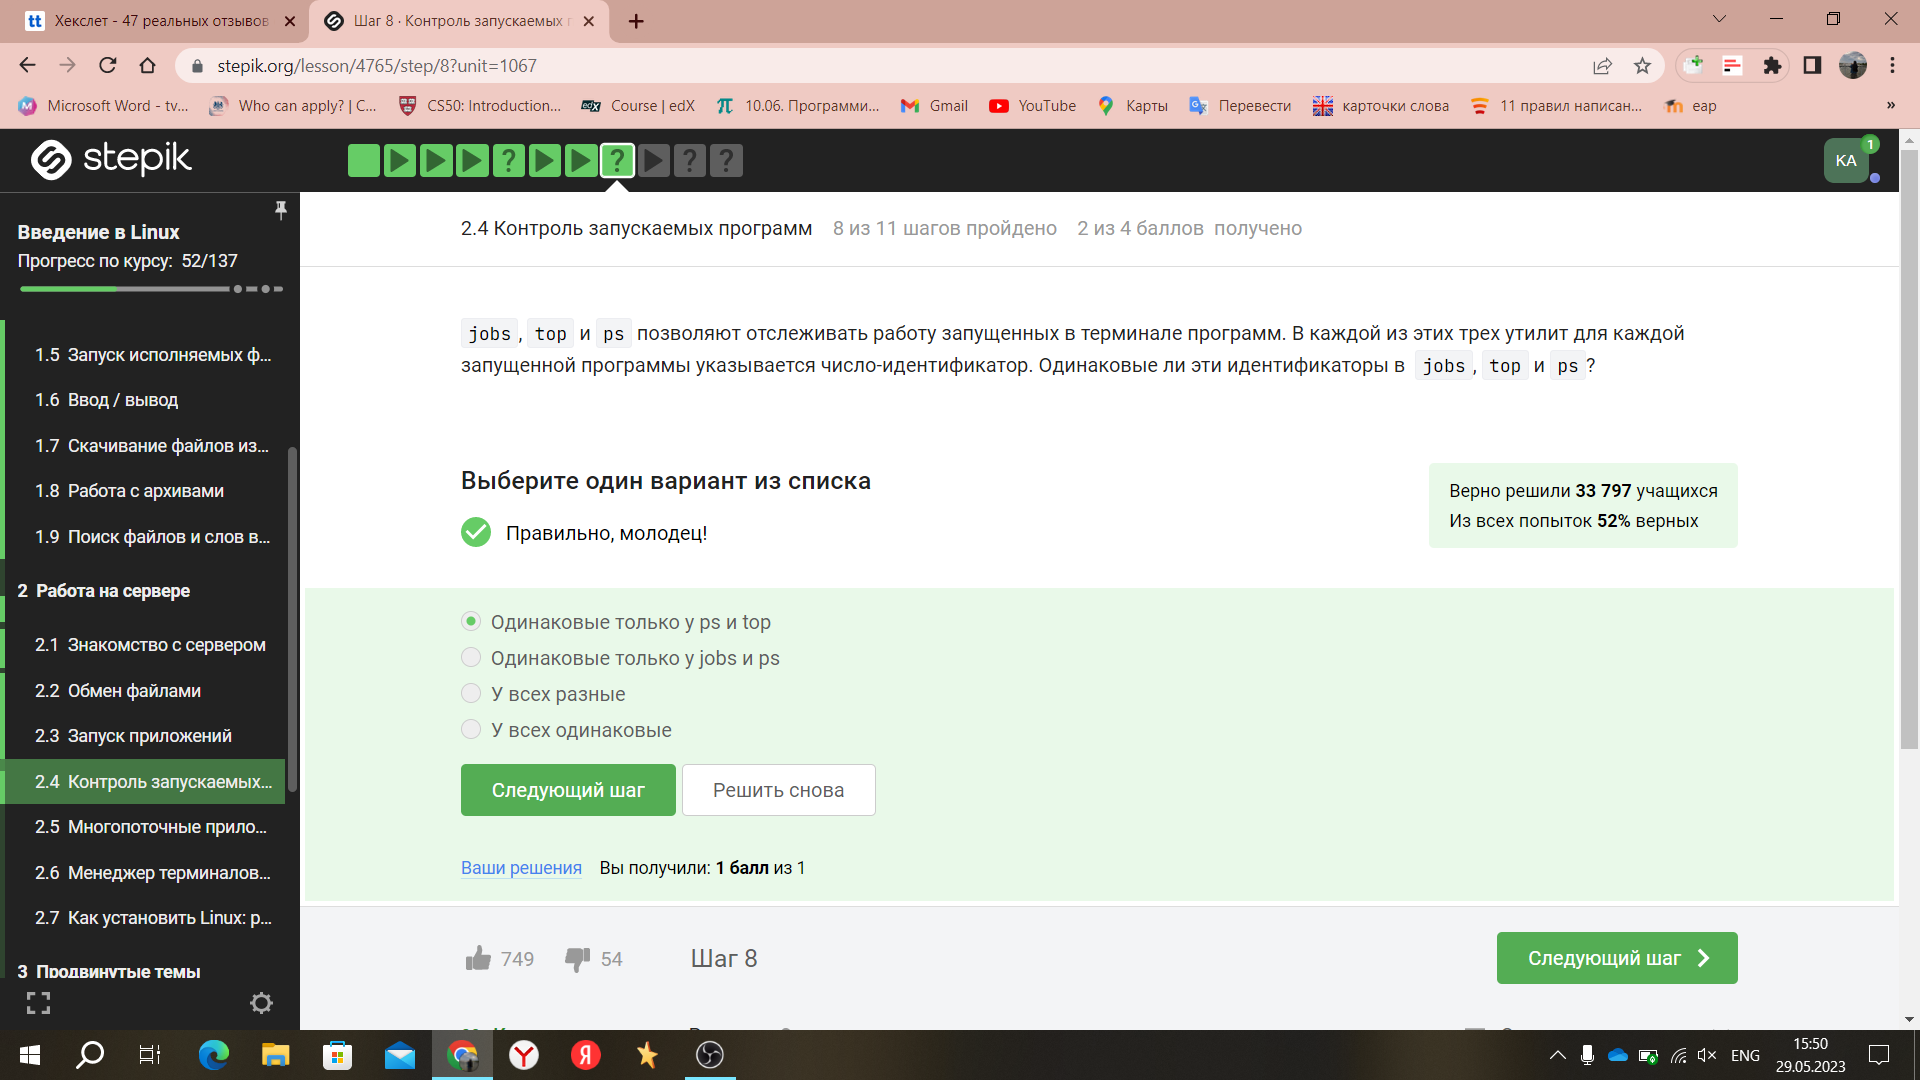 Хекслет - 47 реальных отзывов
Шаг 8 · Контроль запускаемых п
stepik.org/lesson/4765/step/8?unit=1067
Microsoft Word - tv...
Who can apply? | C...
CS50: Introduction...
Course | edX
10.06. Программи...
Gmail
YouTube
Карты
Перевести
карточки слова
11 правил написан...
eap
»
stepik
KA
1
Введение в Linux
Прогресс по курсу: 52/137
1.5 Запуск исполняемых ф...
1.6 Ввод / вывод
1.7 Скачивание файлов из...
1.8 Работа с архивами
1.9 Поиск файлов и слов в...
2 Работа на сервере
2.1 Знакомство с сервером
2.2 Обмен файлами
2.3 Запуск приложений
2.4 Контроль запускаемых...
2.5 Многопоточные прило...
2.6 Менеджер терминалов...
2.7 Как установить Linux: р...
3 Продвинутые темы
2.4 Контроль запускаемых программ 8 из 11 шагов пройдено 2 из 4 баллов получено
jobs, top и ps позволяют отслеживать работу запущенных в терминале программ. В каждой из этих трех утилит для каждой
запущенной программы указывается число-идентификатор. Одинаковые ли эти идентификаторы в jobs, top и ps?
Выберите один вариант из списка
Правильно, молодец!
Верно решили 33 797 учащихся
Из всех попыток 52% верных
Одинаковые только у ps и top
Одинаковые только у jobs и ps
У всех разные
У всех одинаковые
Следующий шаг
Решить снова
Ваши решения Вы получили: 1 балл из 1
749
54
Шаг 8
Следующий шаг
ENG
15:50
29.05.2023